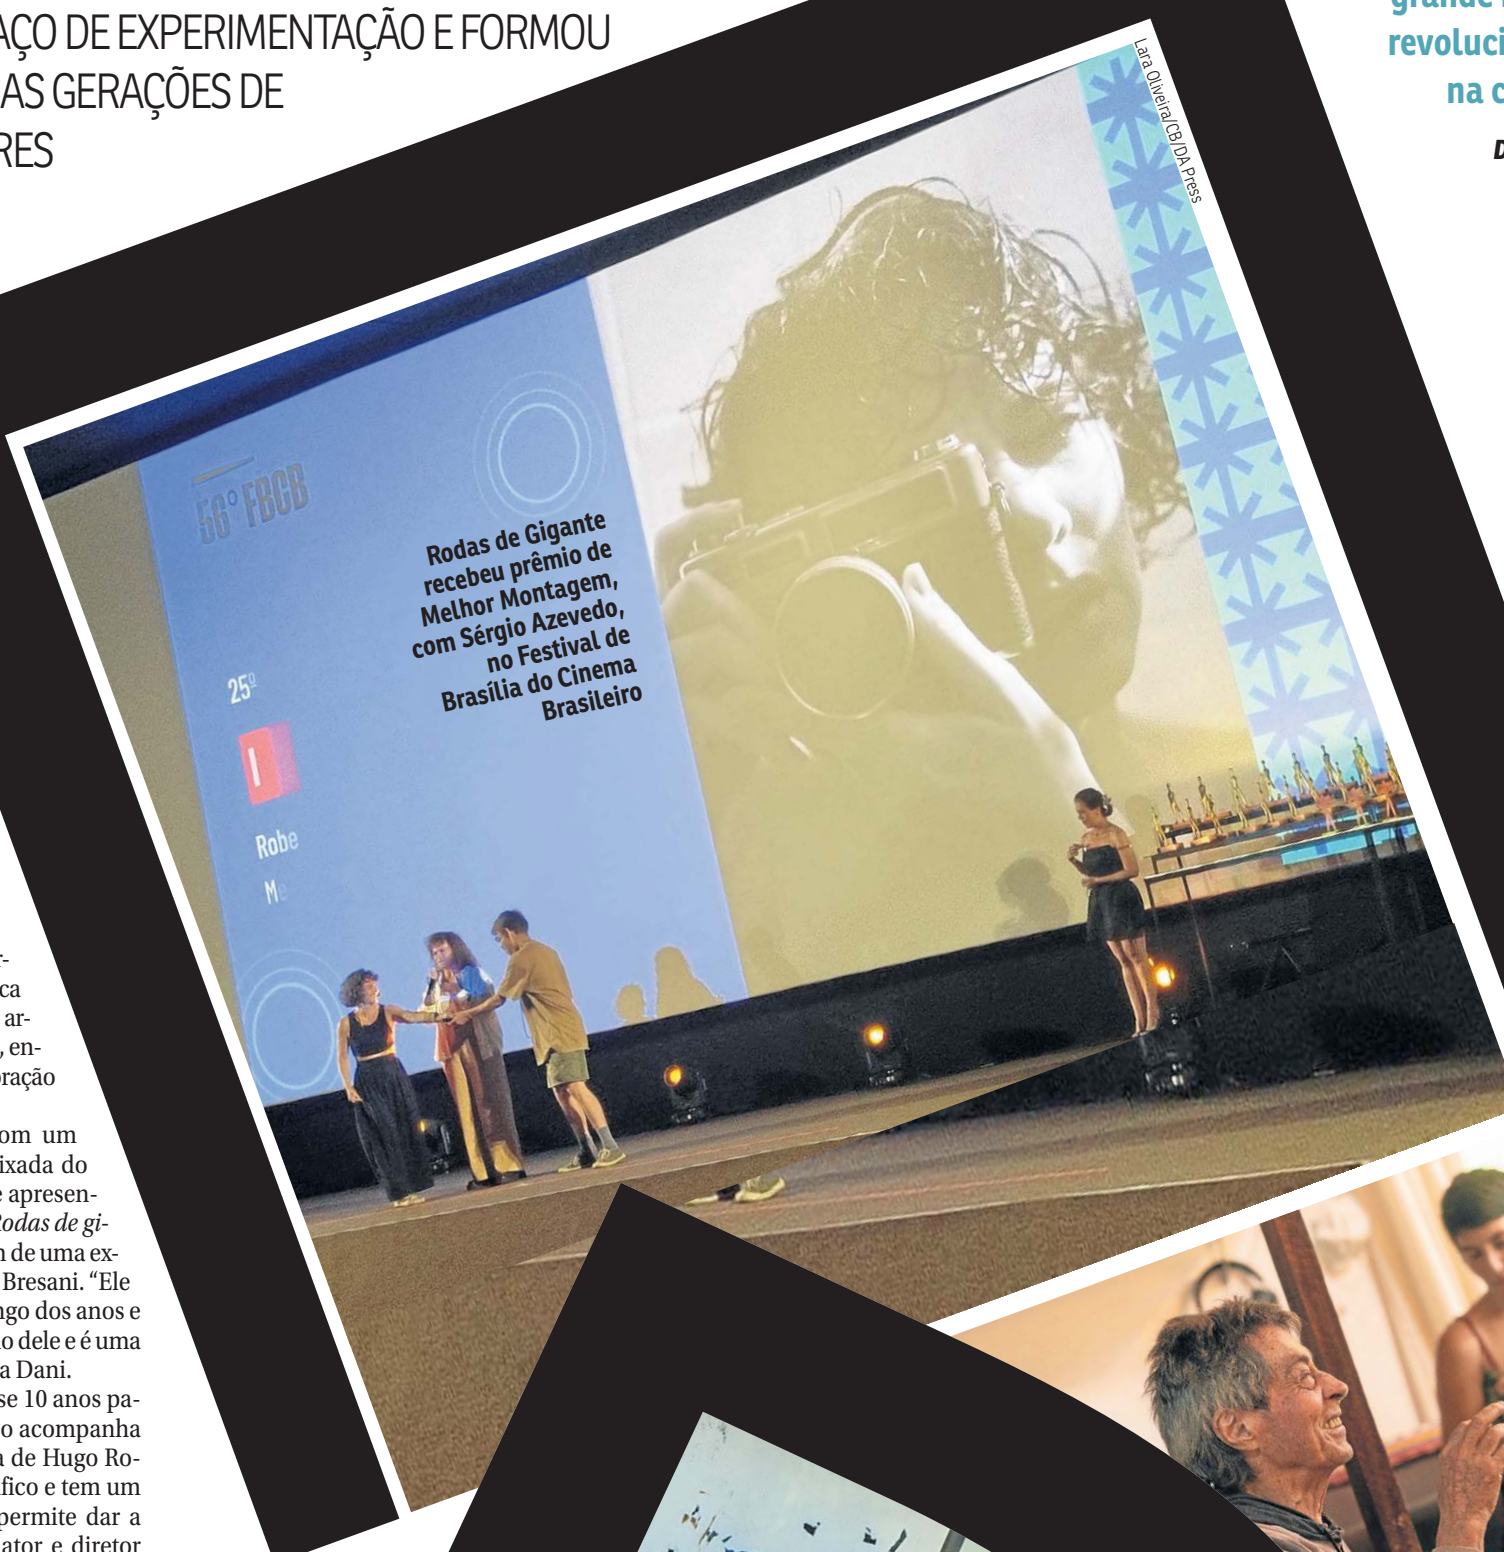 AÇO DE EXPERIMENTAÇÃO E FORMOU
AS GERAÇÕES DE
RES
revoluci
na c
Lara Oliveira/CB/DA Press
56º FBCB
Rodas de Gigante
recebeu prêmio de
Melhor Montagem,
com Sérgio Azevedo,
no Festival de
Brasília do Cinema
Brasileiro
25º
Robe
M
r-
ca
ar-
, en-
oração
om um
ixada do
e apresen-
Rodas de gi-
n de uma ex-
Bresani. “Ele
ngo dos anos e
o dele e é uma
a Dani.
se 10 anos pa-
o acompanha
a de Hugo Ro-
fico e tem um
permite dar a
ator e diretor